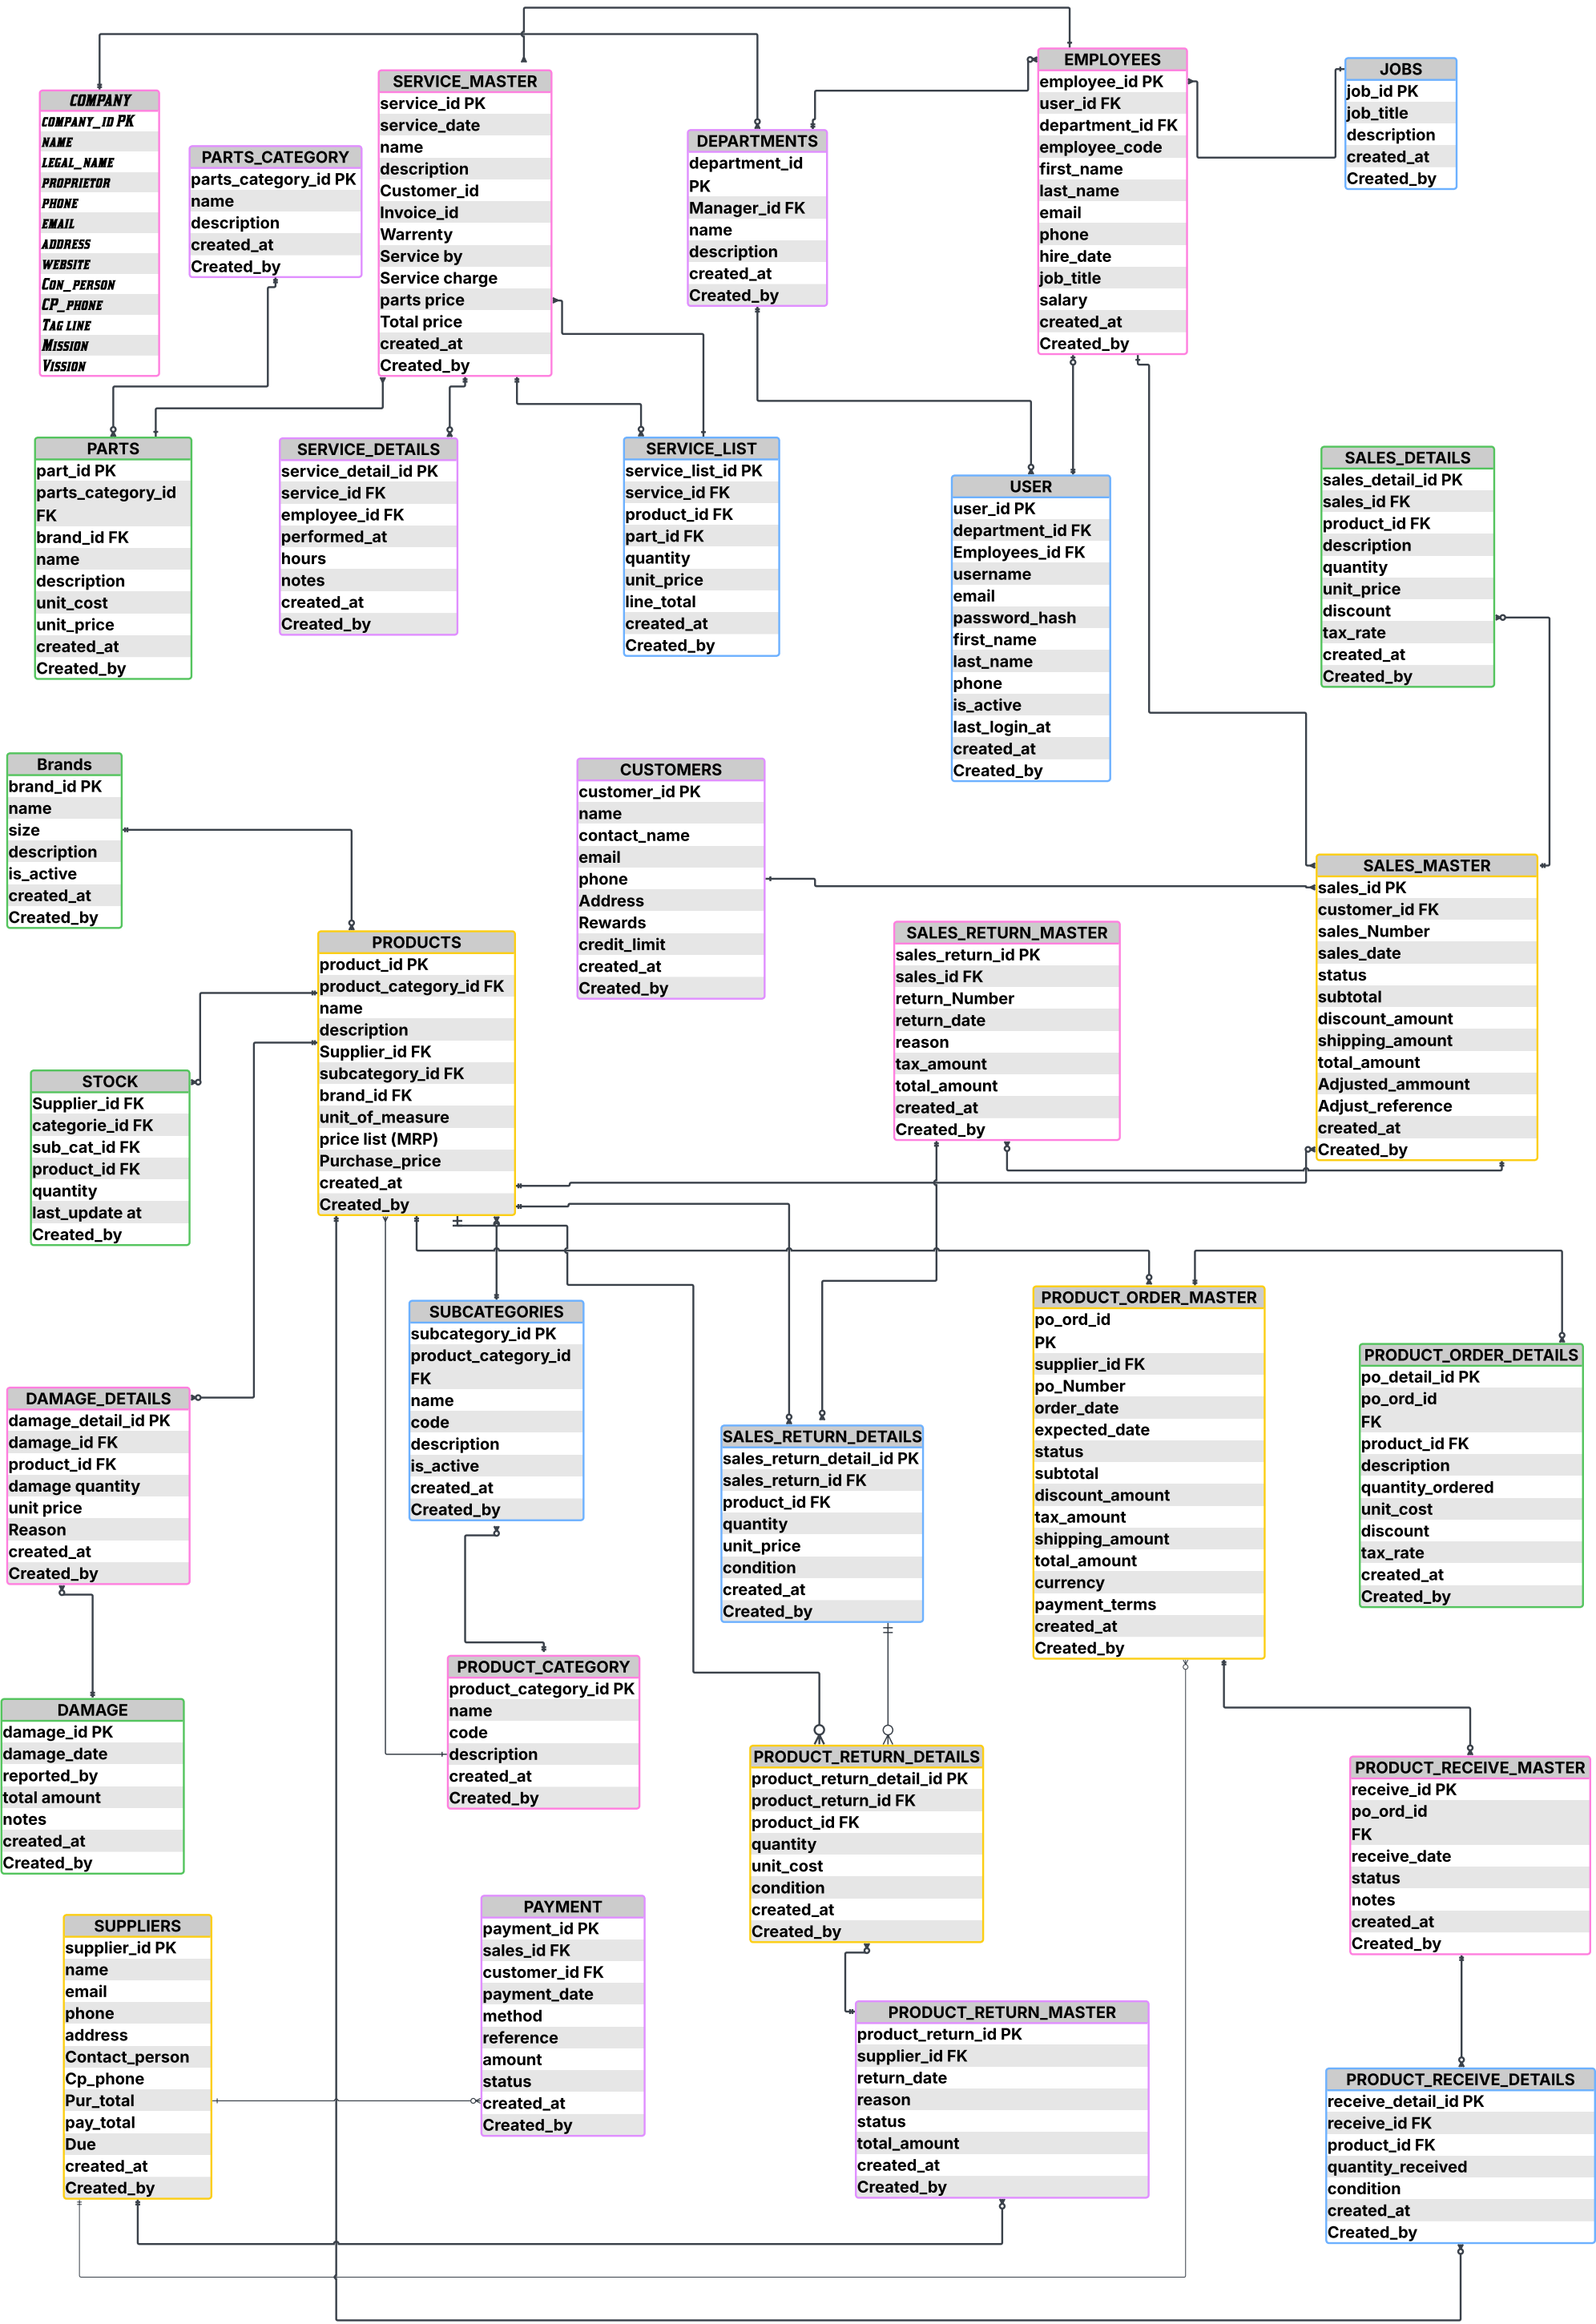 COMPANY
COMPANY_ID PK
NAME
LEGAL_NAME
PROPRIETOR
PHONE
EMAIL
ADDRESS
WEBSITE
CON_PERSON
CP_PHONE
TAG LINE
MISSION
VISSION
PARTS_CATEGORY
parts_category_id PK
name
description
created_at
Created_by
SERVICE_MASTER
service_id PK
service_date
name
description
Customer_id
Invoice_id
Warrenty
Service by
Service charge
parts price
Total price
created_at
Created_by
DEPARTMENTS
department_id
PK
Manager_id FK
name
description
created_at
Created_by
EMPLOYEES
employee_id PK
user_id FK
department_id FK
employee_code
first_name
last_name
email
phone
hire_date
job_title
salary
created_at
Created_by
JOBS
job_id PK
job_title
description
created_at
Created_by
PARTS
part_id PK
parts_category_id
FK
brand_id FK
name
description
unit_cost
unit_price
created_at
Created_by
SERVICE_DETAILS
service_detail_id PK
service_id FK
employee_id FK
performed_at
hours
notes
created_at
Created_by
SERVICE_LIST
service_list_id PK
service_id FK
product_id FK
part_id FK
quantity
unit_price
line_total
created_at
Created_by
USER
user_id PK
department_id FK
Employees_id FK
username
email
password_hash
first_name
last_name
phone
is_active
last_login_at
created_at
Created_by
SALES_DETAILS
sales_detail_id PK
sales_id FK
product_id FK
description
quantity
unit_price
discount
tax_rate
created_at
Created_by
Brands
brand_id PK
name
size
description
is_active
created_at
Created_by
CUSTOMERS
customer_id PK
name
contact_name
email
phone
Address
Rewards
credit_limit
created_at
Created_by
SALES_MASTER
sales_id PK
customer_id FK
sales_Number
sales_date
status
subtotal
discount_amount
shipping_amount
total_amount
Adjusted_ammount
Adjust_reference
created_at
Created_by
PRODUCTS
product_id PK
product_category_id FK
name
description
Supplier_id FK
subcategory_id FK
brand_id FK
unit_of_measure
price list (MRP)
Purchase_price
created_at
Created_by
SALES_RETURN_MASTER
sales_return_id PK
sales_id FK
return_Number
return_date
reason
tax_amount
total_amount
created_at
Created_by
STOCK
Supplier_id FK
categorie_id FK
sub_cat_id FK
product_id FK
quantity
last_update at
Created_by
SUBCATEGORIES
subcategory_id PK
product_category_id
FK
name
code
description
is_active
created_at
Created_by
PRODUCT_ORDER_MASTER
po_ord_id
PK
supplier_id FK
po_Number
order_date
expected_date
status
subtotal
discount_amount
tax_amount
shipping_amount
total_amount
currency
payment_terms
created_at
Created_by
PRODUCT_ORDER_DETAILS
po_detail_id PK
po_ord_id
FK
product_id FK
description
quantity_ordered
unit_cost
discount
tax_rate
created_at
Created_by
DAMAGE_DETAILS
damage_detail_id PK
damage_id FK
product_id FK
damage quantity
unit price
Reason
created_at
Created_by
SALES_RETURN_DETAILS
sales_return_detail_id PK
sales_return_id FK
product_id FK
quantity
unit_price
condition
created_at
Created_by
PRODUCT_CATEGORY
product_category_id PK
name
code
description
created_at
Created_by
DAMAGE
damage_id PK
damage_date
reported_by
total amount
notes
created_at
Created_by
PRODUCT_RETURN_DETAILS
product_return_detail_id PK
product_return_id FK
product_id FK
quantity
unit_cost
condition
created_at
Created_by
PRODUCT_RECEIVE_MASTER
receive_id PK
po_ord_id
FK
receive_date
status
notes
created_at
Created_by
SUPPLIERS
supplier_id PK
name
email
phone
address
Contact_person
Cp_phone
Pur_total
pay_total
Due
created_at
Created_by
PAYMENT
payment_id PK
sales_id FK
customer_id FK
payment_date
method
reference
amount
status
created_at
Created_by
PRODUCT_RETURN_MASTER
product_return_id PK
supplier_id FK
return_date
reason
status
total_amount
created_at
Created_by
PRODUCT_RECEIVE_DETAILS
receive_detail_id PK
receive_id FK
product_id FK
quantity_received
condition
created_at
Created_by